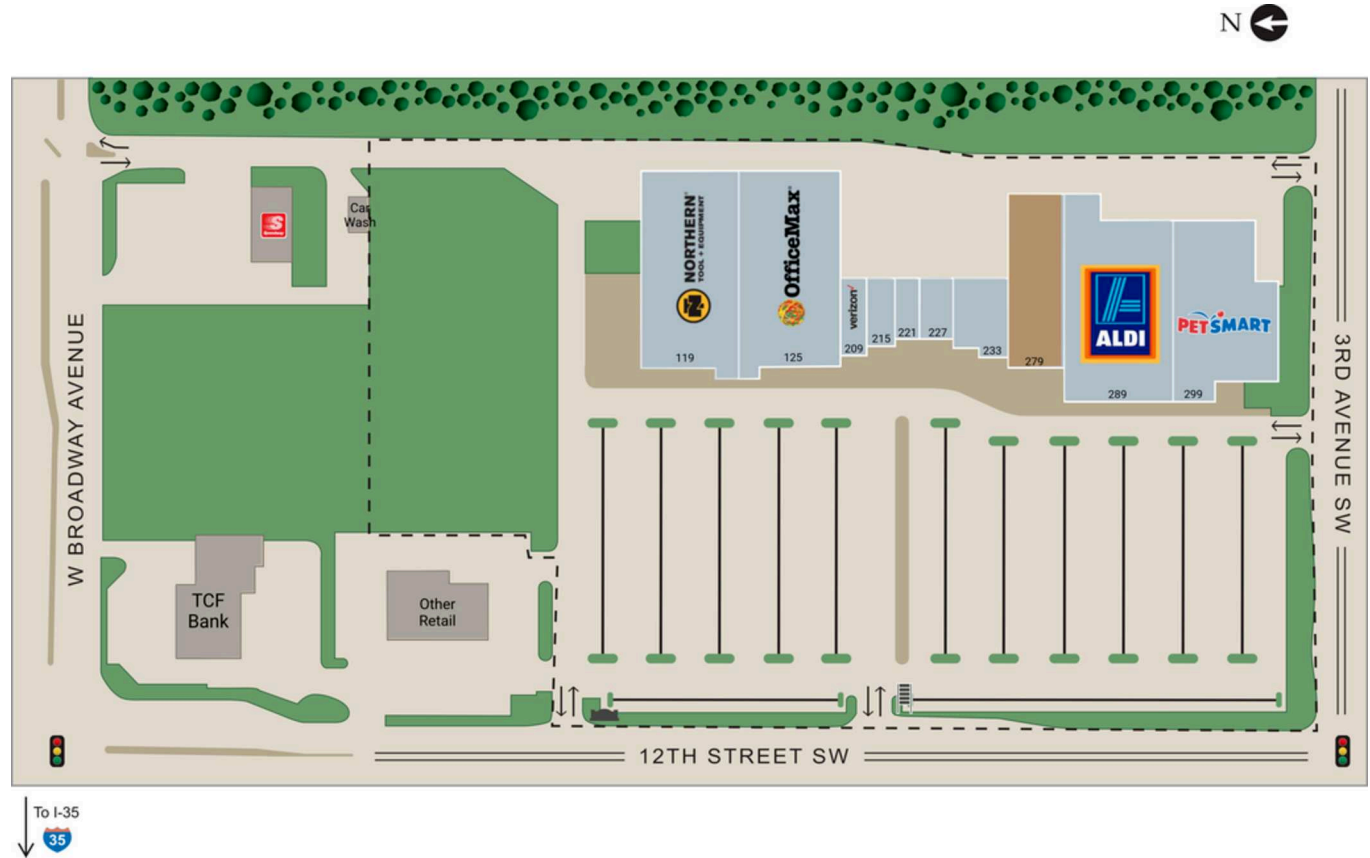 N
S
Speedway
Car
Wash
NORTHERN®
TOOL + EQUIPMENT
N
OfficeMax®
verizon✓
119
125
209
215
221
227
233
279
ALDI
289
PETSMART
299
W BROADWAY AVENUE
3RD AVENUE SW
TCF
Bank
Other
Retail
12TH STREET SW
To I-35
35